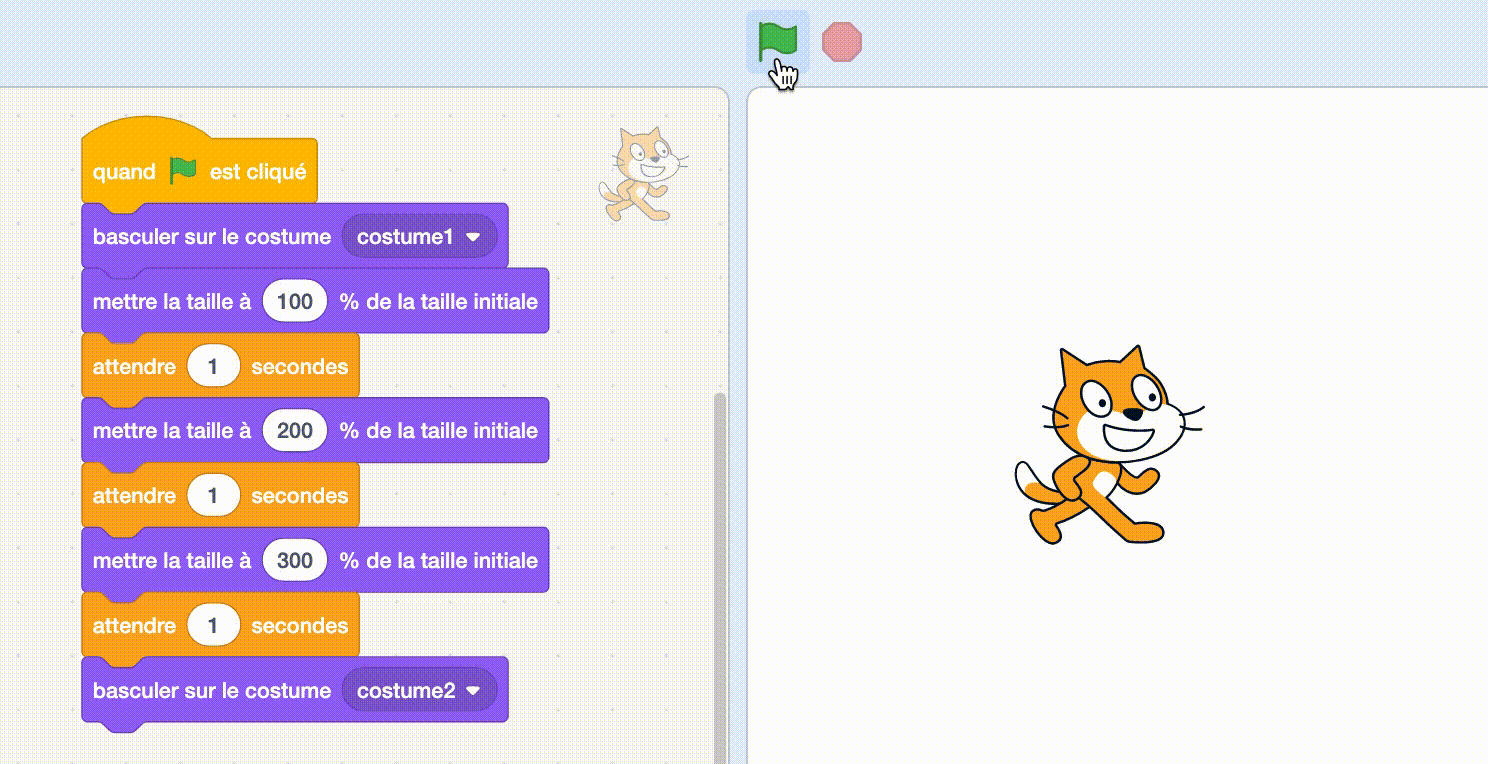 quand est cliqué
basculer sur le costume costume1
mettre la taille à 100 % de la taille initiale
attendre 1 secondes
mettre la taille à 200 % de la taille initiale
attendre 1 secondes
mettre la taille à 300 % de la taille initiale
attendre 1 secondes
basculer sur le costume costume2